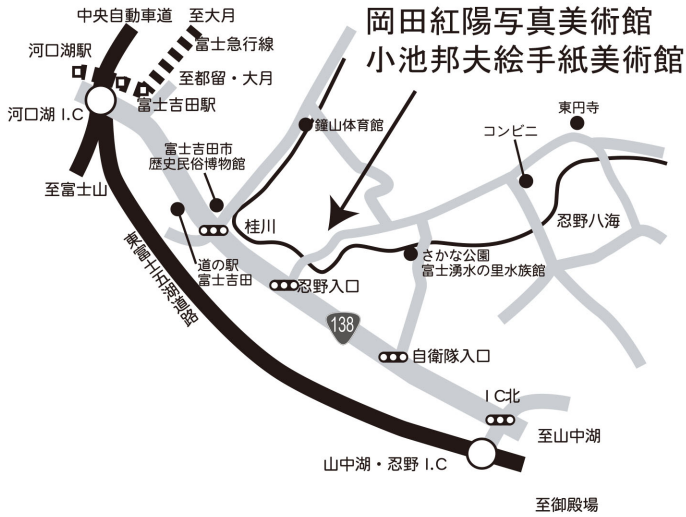 岡田紅陽写真美術館
小池邦夫絵手紙美術館
中央自動車道
至大月
富士急行線
河口湖駅
至都留・大月
富士吉田駅
河口湖 I.C
東円寺
コンビニ
鐘山体育館
富士吉田市
歴史民俗博物館
至富士山
忍野八海
桂川
さかな公園
富士湧水の里水族館
道の駅
富士吉田
忍野入口
東富士五湖道路
138
自衛隊入口
IC北
至山中湖
山中湖・忍野 I.C
至御殿場